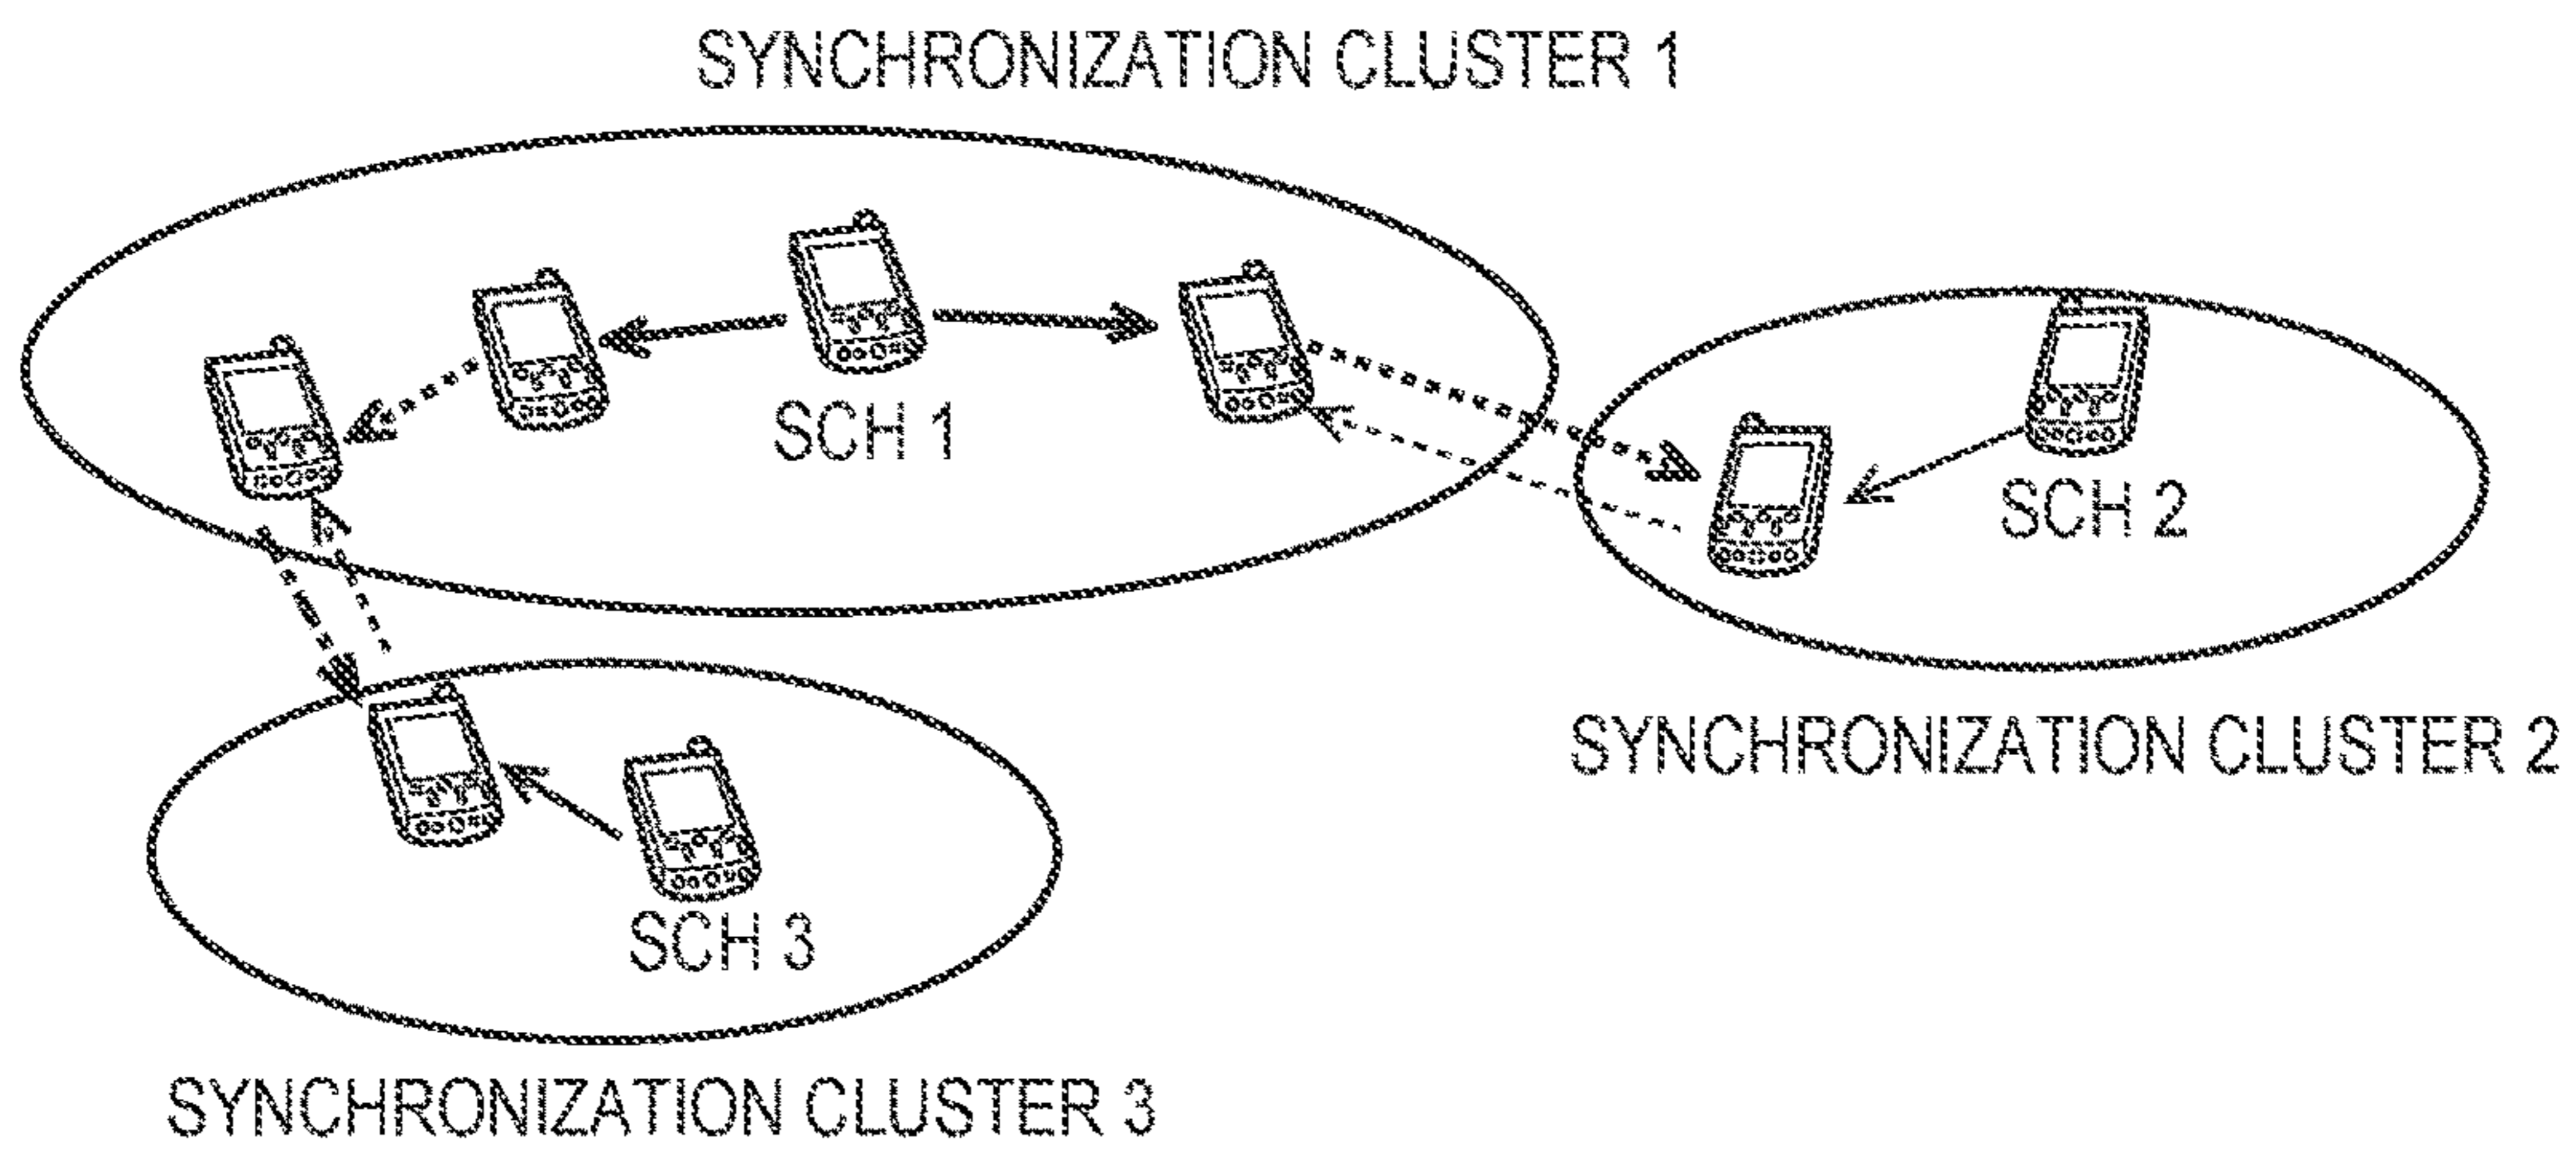 SYNCHRONIZATION CLUSTER 1
SCH 1
SCH 2
SYNCHRONIZATION CLUSTER 2
SCH 3
SYNCHRONIZATION CLUSTER 3